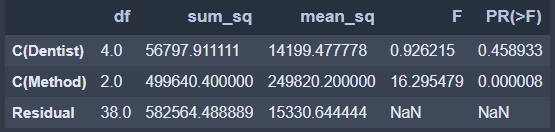 df sum_sq mean_sq F PR(>F)
C(Dentist) 4.0 56797.911111 14199.477778 0.926215 0.458933
C(Method) 2.0 499640.400000 249820.200000 16.295479 0.000008
Residual 38.0 582564.488889 15330.644444 NaN NaN